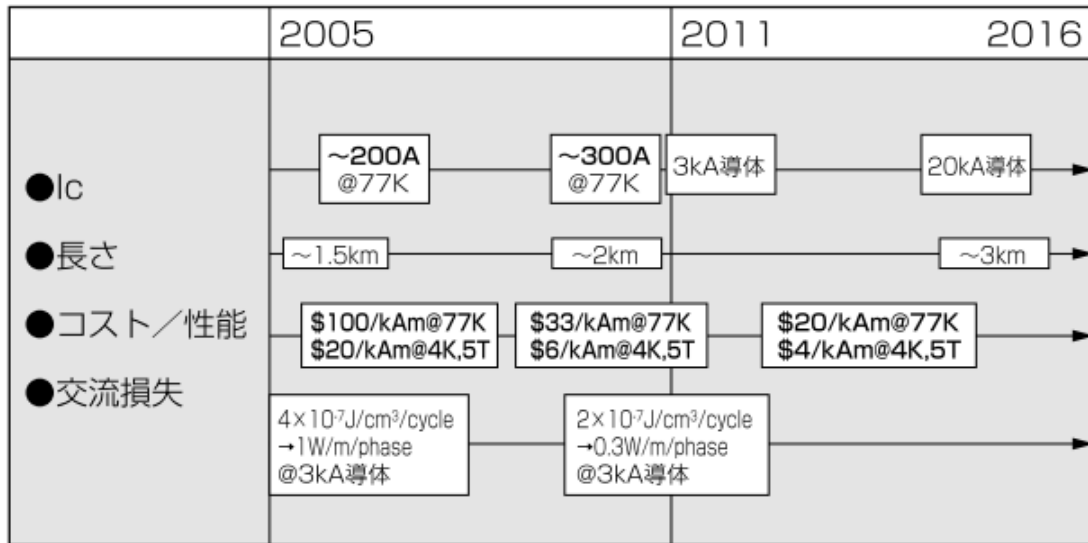 2005 2011 2016
●Ic
～200A
@77K
～300A
@77K
3kA導体
20kA導体
●長さ
～1.5km
～2km
～3km
●コスト／性能
$100/kAm@77K
$20/kAm@4K,5T
$33/kAm@77K
$6/kAm@4K,5T
$20/kAm@77K
$4/kAm@4K,5T
●交流損失
4×10⁻⁷J/cm³/cycle
→1W/m/phase
@3kA導体
2×10⁻⁷J/cm³/cycle
→0.3W/m/phase
@3kA導体